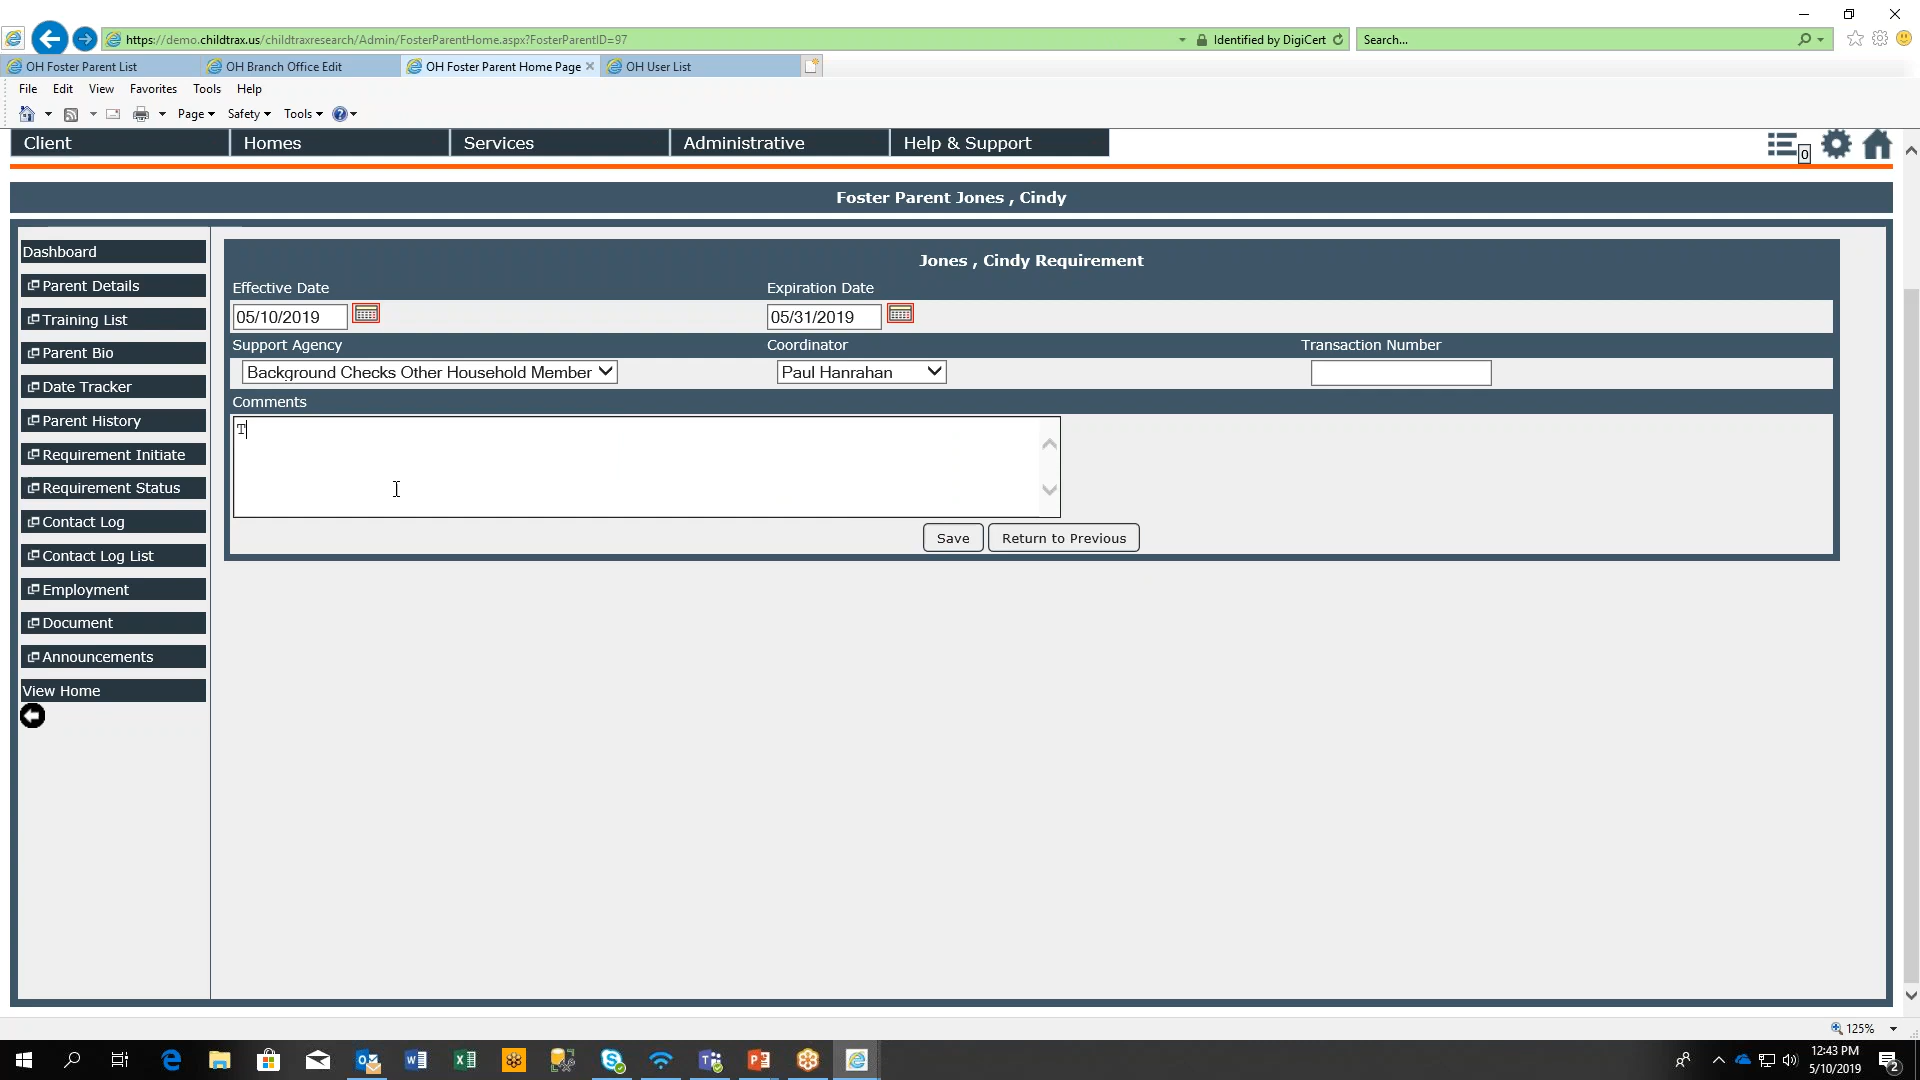 https://demo.childtrax.us/childtraxresearch/Admin/FosterParentHome.aspx?FosterParentID=97
Identified by DigiCert
Search...
OH Foster Parent List
OH Branch Office Edit
OH Foster Parent Home Page
OH User List
File Edit View Favorites Tools Help
Page Safety Tools
Client Homes Services Administrative Help & Support
0
Foster Parent Jones , Cindy
Dashboard
Parent Details
Training List
Parent Bio
Date Tracker
Parent History
Requirement Initiate
Requirement Status
Contact Log
Contact Log List
Employment
Document
Announcements
View Home
Jones , Cindy Requirement
Effective Date Expiration Date
05/10/2019 05/31/2019
Support Agency Coordinator Transaction Number
Background Checks Other Household Member Paul Hanrahan
Comments
T
Save Return to Previous
125%
12:43 PM
5/10/2019
2